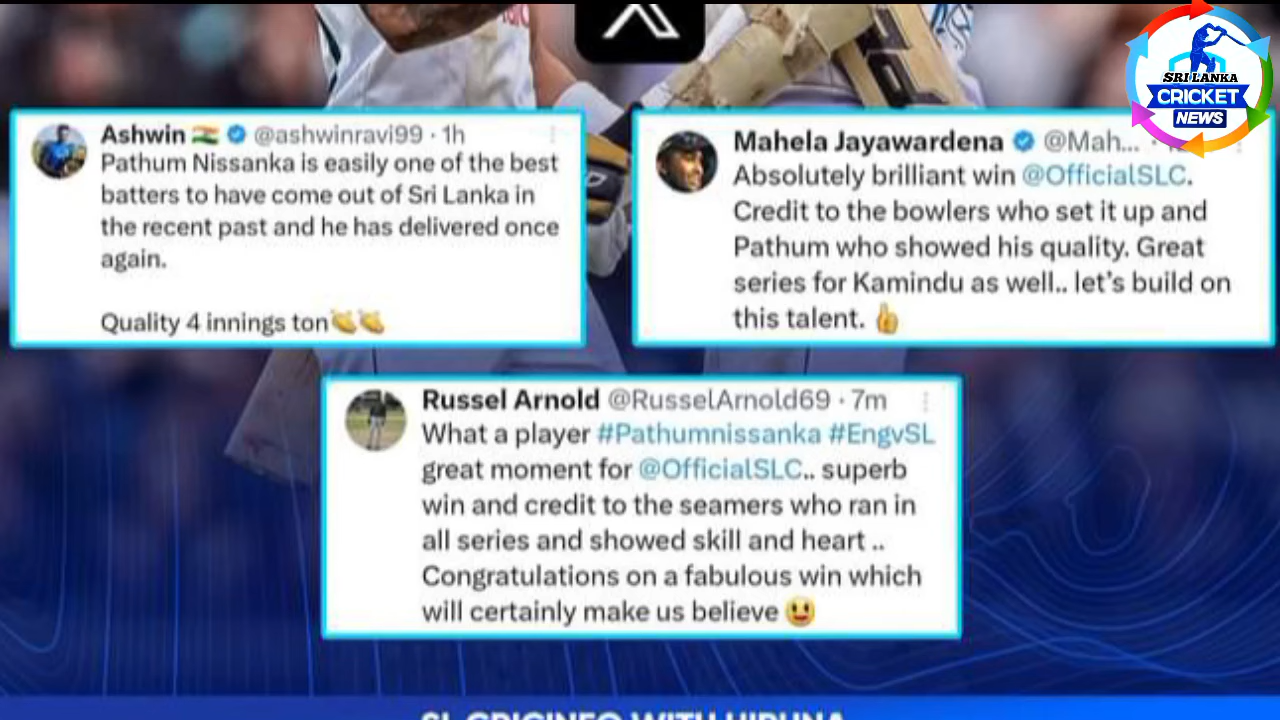 SRI LANKA
CRICKET
NEWS
Ashwin 🇮🇳 @ashwinravi99 · 1h
Pathum Nissanka is easily one of the best
batters to have come out of Sri Lanka in
the recent past and he has delivered once
again.
Quality 4 innings ton👏👏
Mahela Jayawardena @Mah... ·
Absolutely brilliant win @OfficialSLC.
Credit to the bowlers who set it up and
Pathum who showed his quality. Great
series for Kamindu as well.. let's build on
this talent. 👍
Russel Arnold @RusselArnold69 · 7m
What a player #Pathumnissanka #EngvSL
great moment for @OfficialSLC.. superb
win and credit to the seamers who ran in
all series and showed skill and heart ..
Congratulations on a fabulous win which
will certainly make us believe 😃
SL CRICINFO WITH